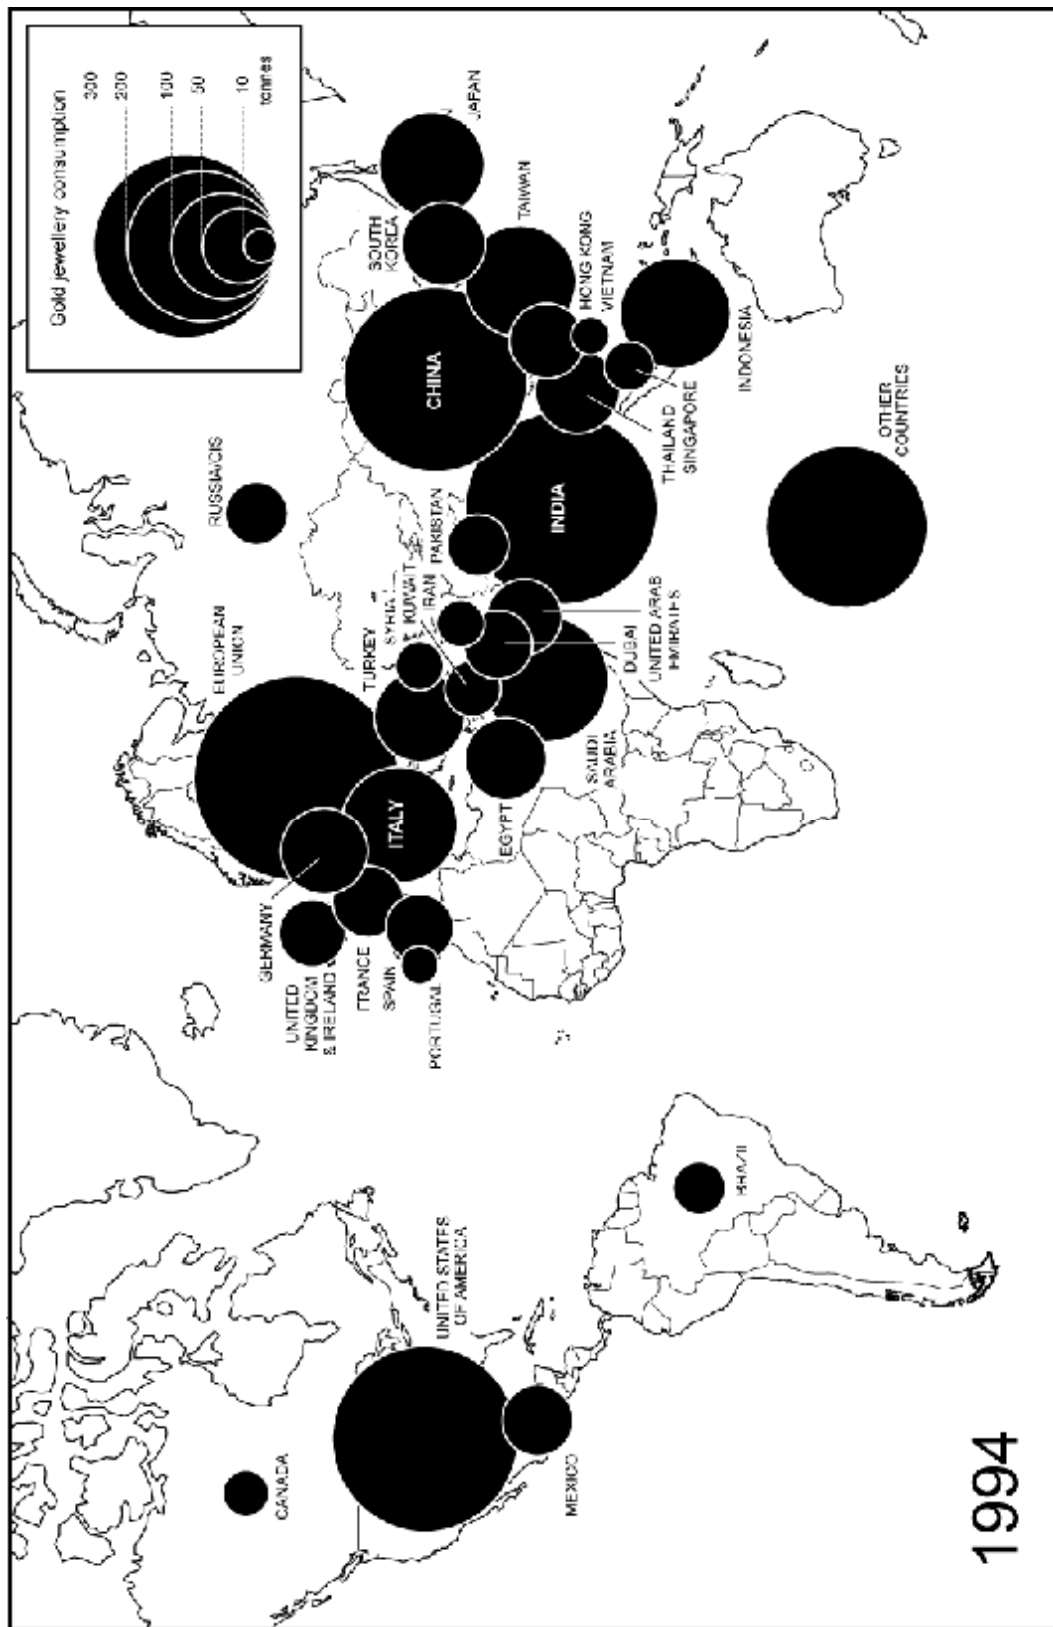 Gold jewellery consumption
300
200
100
50
10
tonnes
CANADA
UNITED STATES
OF AMERICA
MEXICO
BRAZIL
UNITED
KINGDOM
& IRELAND
GERMANY
FRANCE
SPAIN
PORTUGAL
ITALY
EUROPEAN
UNION
TURKEY
SYRIA
KUWAIT
IRAN
EGYPT
SAUDI
ARABIA
DUBAI
UNITED ARAB
EMIRATES
RUSSIA/CIS
PAKISTAN
INDIA
CHINA
SOUTH
KOREA
JAPAN
TAIWAN
HONG KONG
VIETNAM
THAILAND
SINGAPORE
INDONESIA
OTHER
COUNTRIES
1994